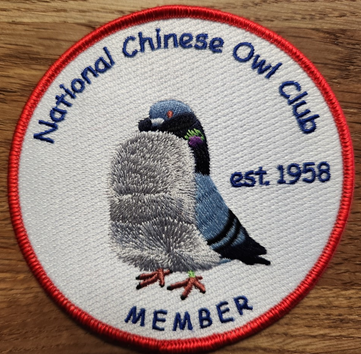 National Chinese Owl Club
est. 1958
MEMBER